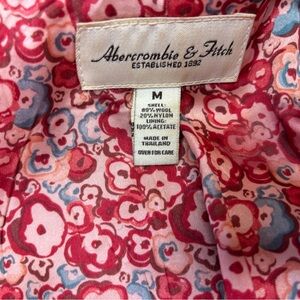 Abercrombie & Fitch
ESTABLISHED 1892
M
SHELL:
80% WOOL
20% NYLON
LINING:
100% ACETATE
MADE IN
THAILAND
OVER FOR CARE